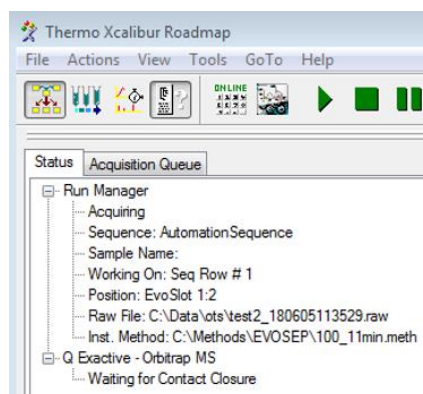 Thermo Xcalibur Roadmap
File Actions View Tools GoTo Help
ON LINE
Status Acquisition Queue
Run Manager
Acquiring
Sequence: AutomationSequence
Sample Name:
Working On: Seq Row # 1
Position: EvoSlot 1:2
Raw File: C:\Data\ots\test2_180605113529.raw
Inst. Method: C:\Methods\EVOSEP\100_11min.meth
Q Exactive - Orbitrap MS
Waiting for Contact Closure